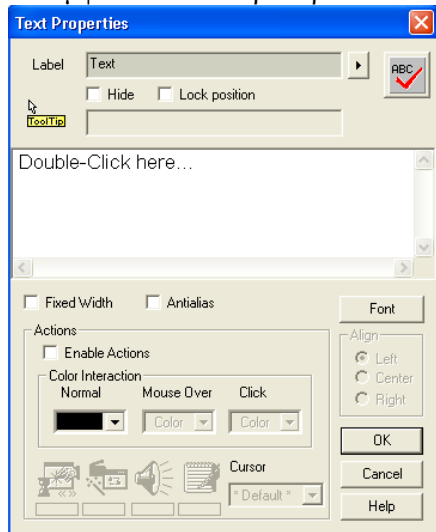 Text Properties
Label Text
ABC
Hide Lock position
ToolTip
Double-Click here...
Fixed Width Antialias
Font
Actions
Align
Enable Actions
Left
Color Interaction
Center
Normal Mouse Over Click
Right
Color Color
OK
Cursor
Cancel
* Default *
Help